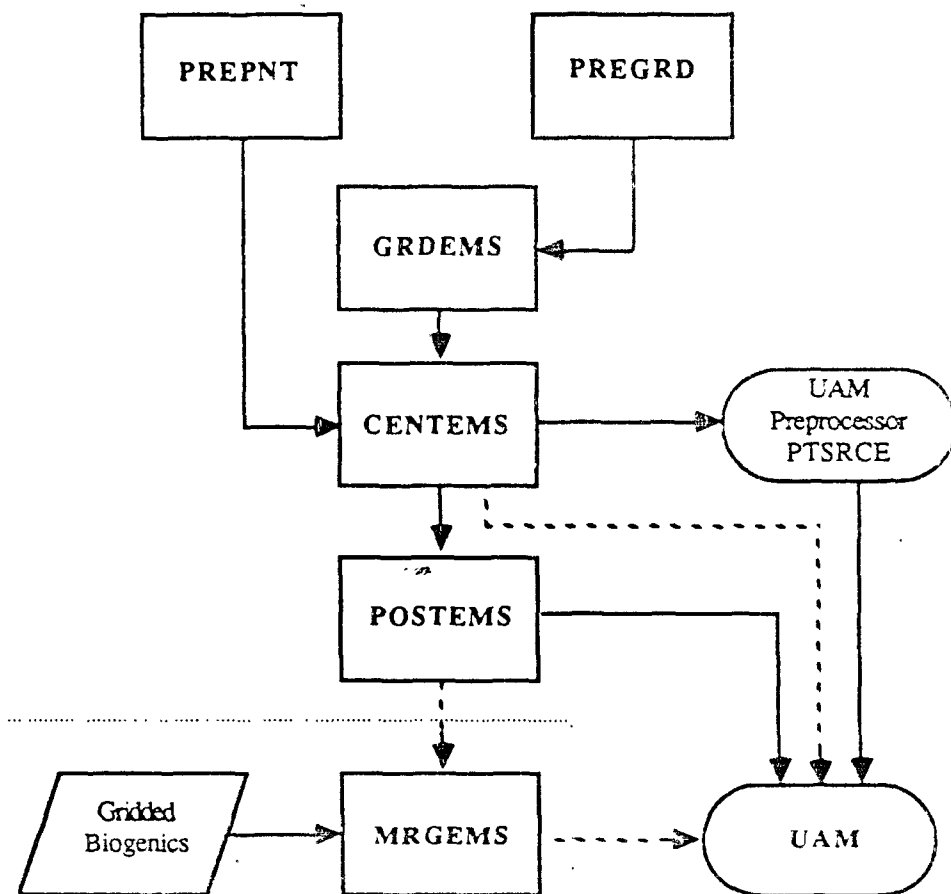 PREPNT
PREGRD
GRDEMS
CENTEMS
UAM
Preprocessor
PTSRCE
POSTEMS
Gridded
Biogenics
MRGEMS
UAM